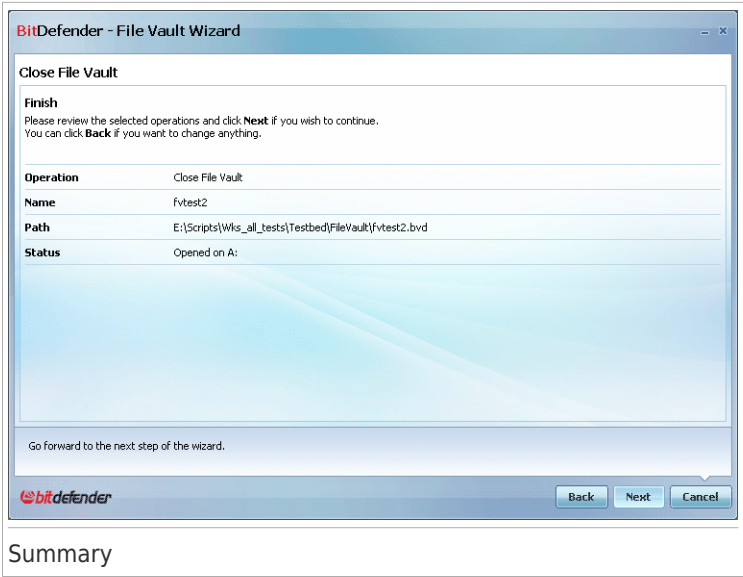 BitDefender - File Vault Wizard
Close File Vault
Finish
Please review the selected operations and click Next if you wish to continue.
You can click Back if you want to change anything.
Operation Close File Vault
Name fvtest2
Path E:\Scripts\Wks_all_tests\Testbed\FileVault\fvtest2.bvd
Status Opened on A:
Go forward to the next step of the wizard.
bitdefender
Back Next Cancel
Summary